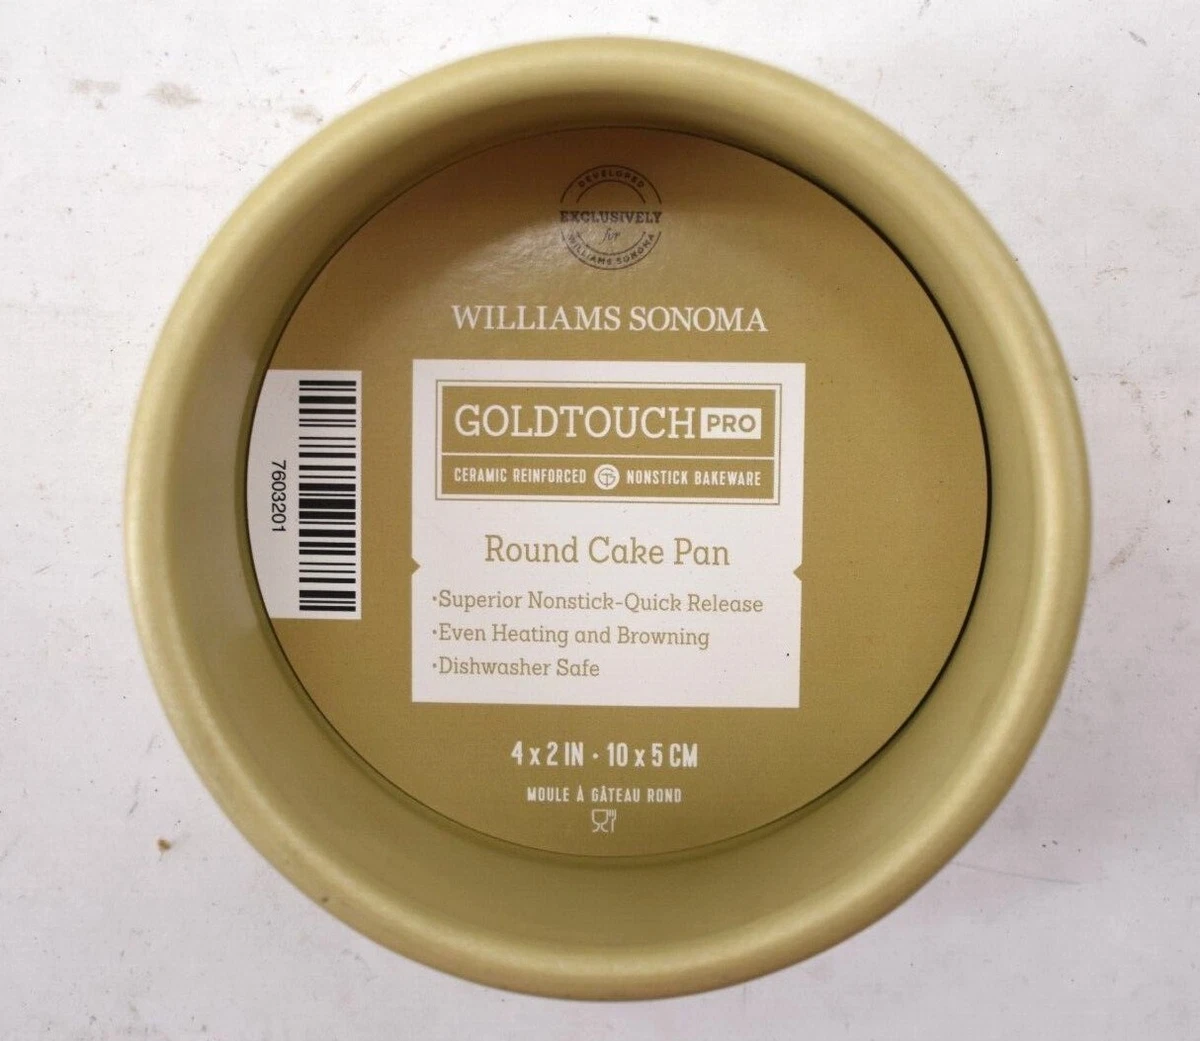 DEVELOPED
EXCLUSIVELY
for
WILLIAMS SONOMA
WILLIAMS SONOMA
GOLDTOUCH PRO
CERAMIC REINFORCED GT NONSTICK BAKEWARE
Round Cake Pan
•Superior Nonstick-Quick Release
•Even Heating and Browning
•Dishwasher Safe
4 x 2 IN · 10 x 5 CM
MOULE À GÂTEAU ROND
7603201